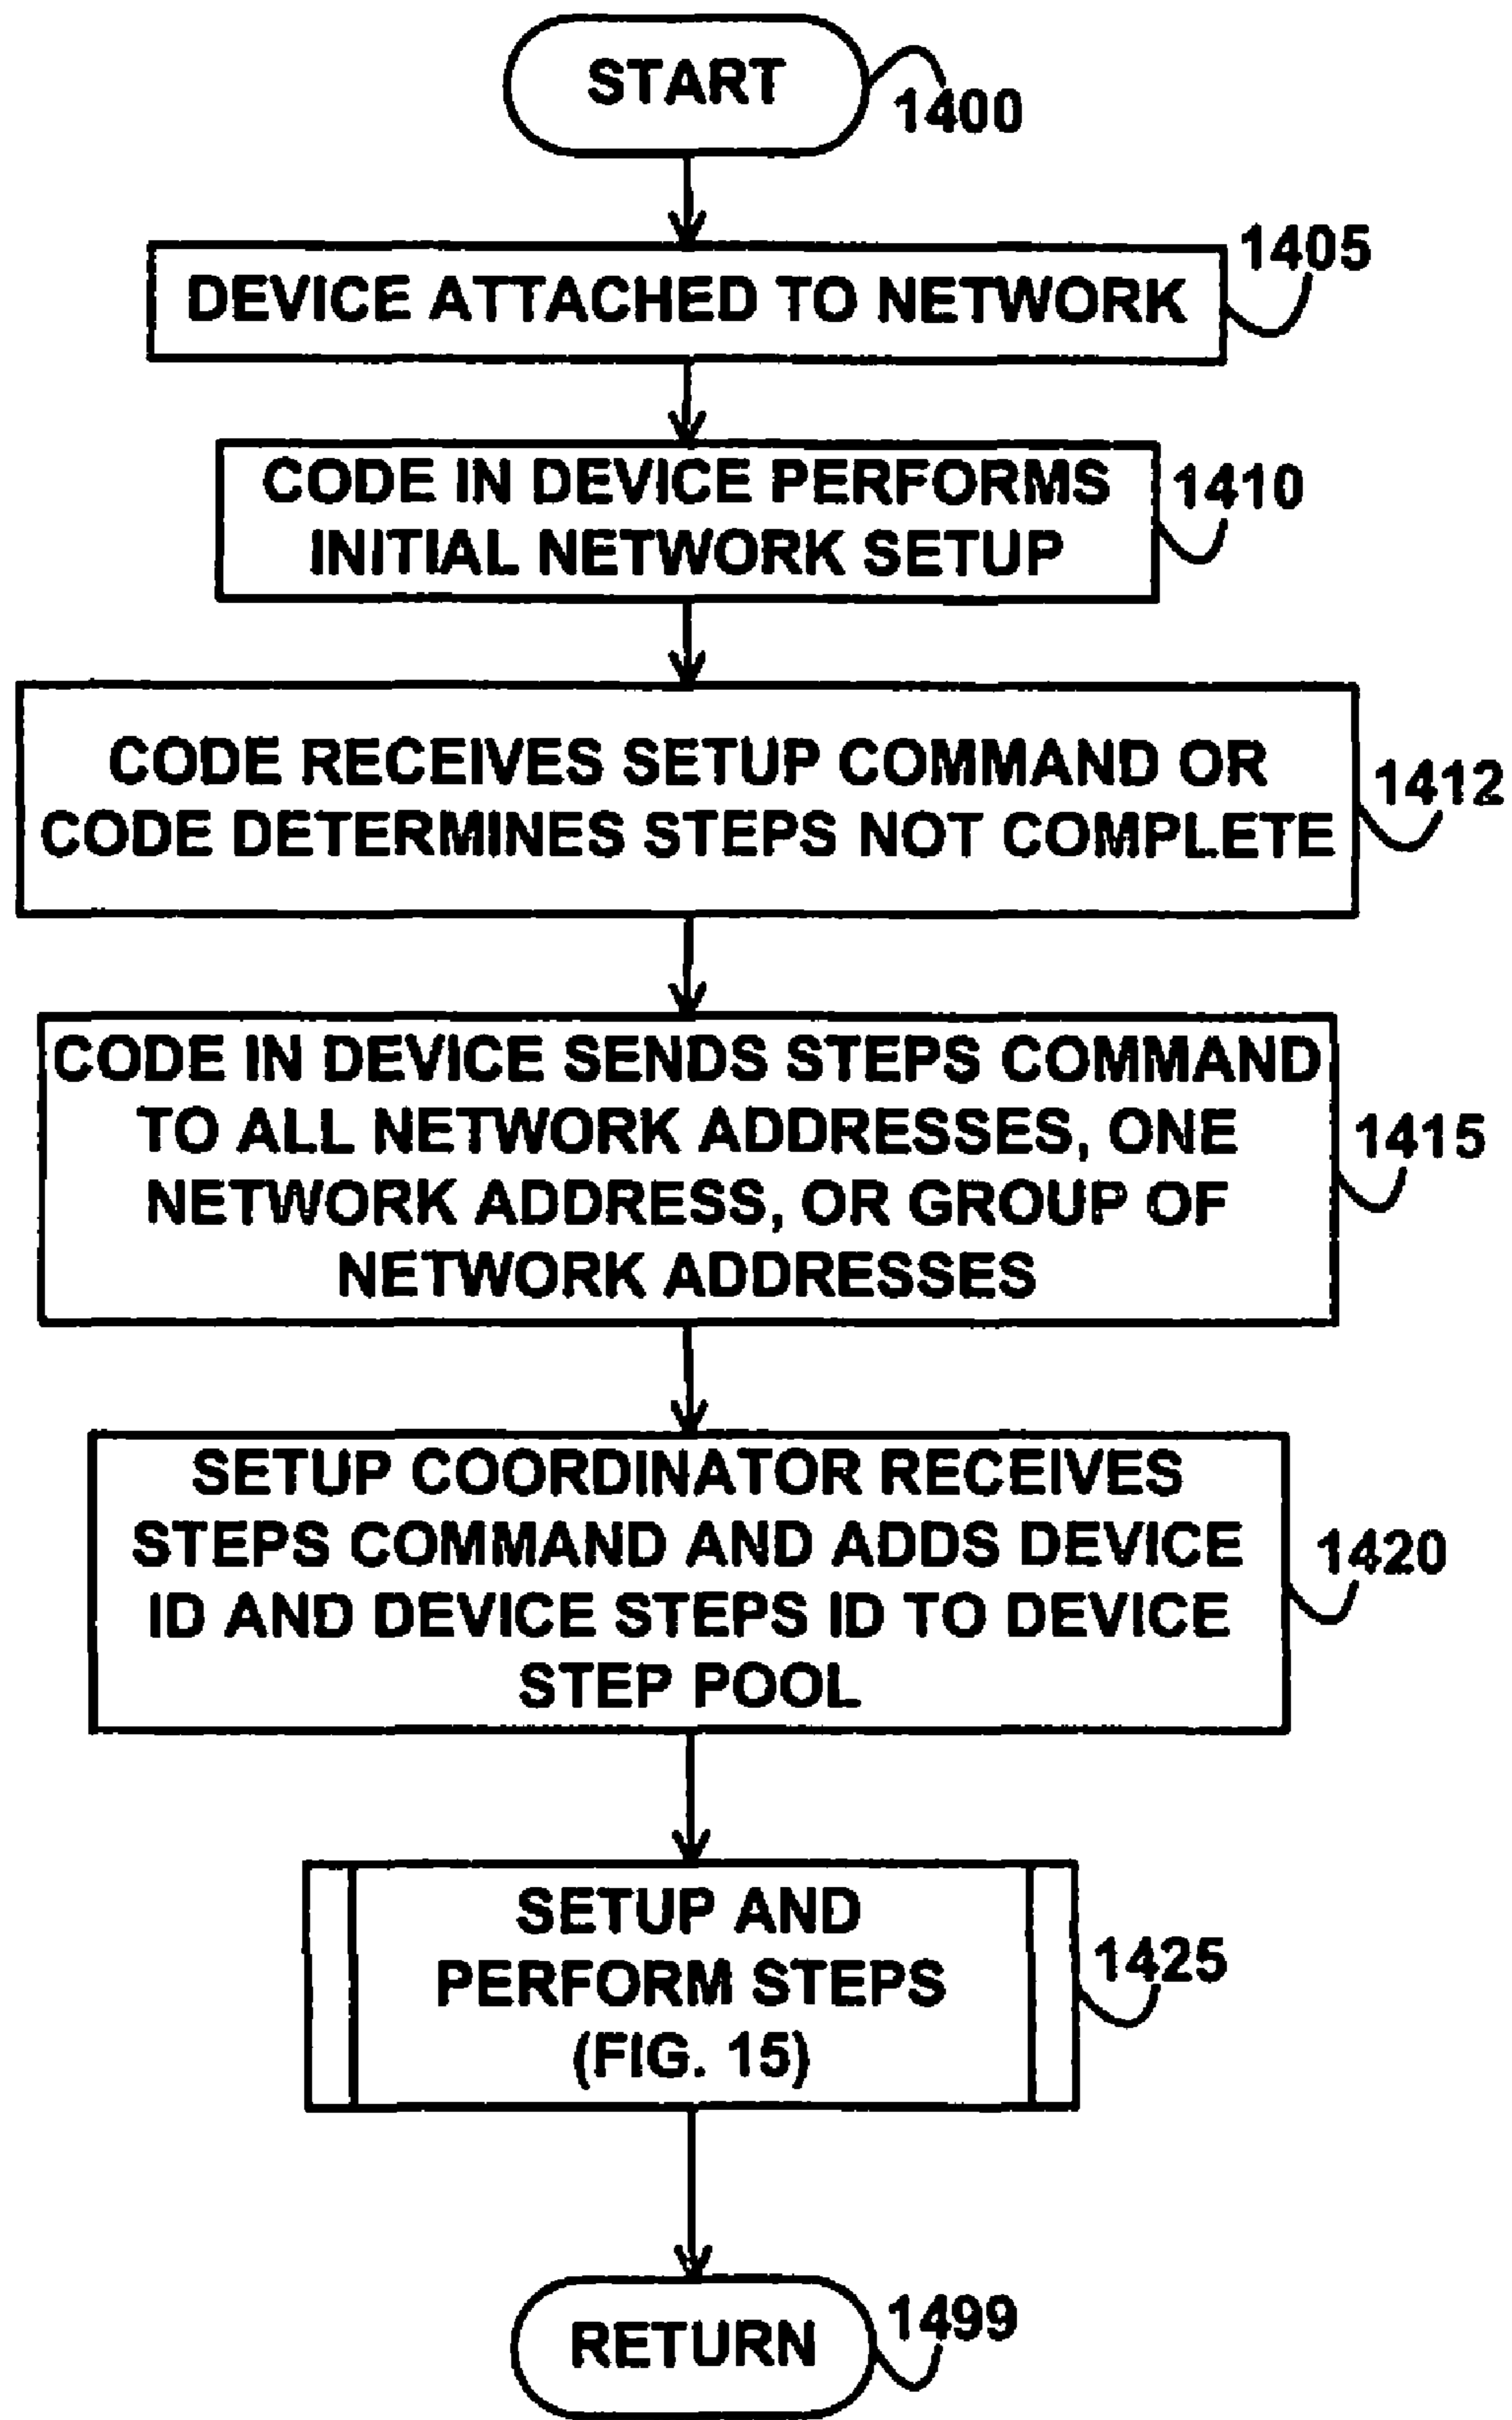 START
1400
DEVICE ATTACHED TO NETWORK
1405
CODE IN DEVICE PERFORMS
INITIAL NETWORK SETUP
1410
CODE RECEIVES SETUP COMMAND OR
CODE DETERMINES STEPS NOT COMPLETE
1412
CODE IN DEVICE SENDS STEPS COMMAND
TO ALL NETWORK ADDRESSES, ONE
NETWORK ADDRESS, OR GROUP OF
NETWORK ADDRESSES
1415
SETUP COORDINATOR RECEIVES
STEPS COMMAND AND ADDS DEVICE
ID AND DEVICE STEPS ID TO DEVICE
STEP POOL
1420
SETUP AND
PERFORM STEPS
(FIG. 15)
1425
RETURN
1499